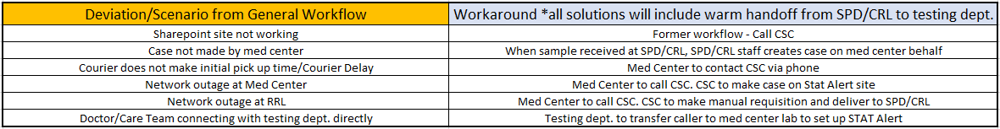 Deviation/Scenario from General Workflow Workaround *all solutions will include warm handoff from SPD/CRL to testing dept.
Sharepoint site not working Former workflow - Call CSC
Case not made by med center When sample received at SPD/CRL, SPD/CRL staff creates case on med center behalf
Courier does not make initial pick up time/Courier Delay Med Center to contact CSC via phone
Network outage at Med Center Med Center to call CSC. CSC to make case on Stat Alert site
Network outage at RRL Med Center to call CSC. CSC to make manual requisition and deliver to SPD/CRL
Doctor/Care Team connecting with testing dept. directly Testing dept. to transfer caller to med center lab to set up STAT Alert